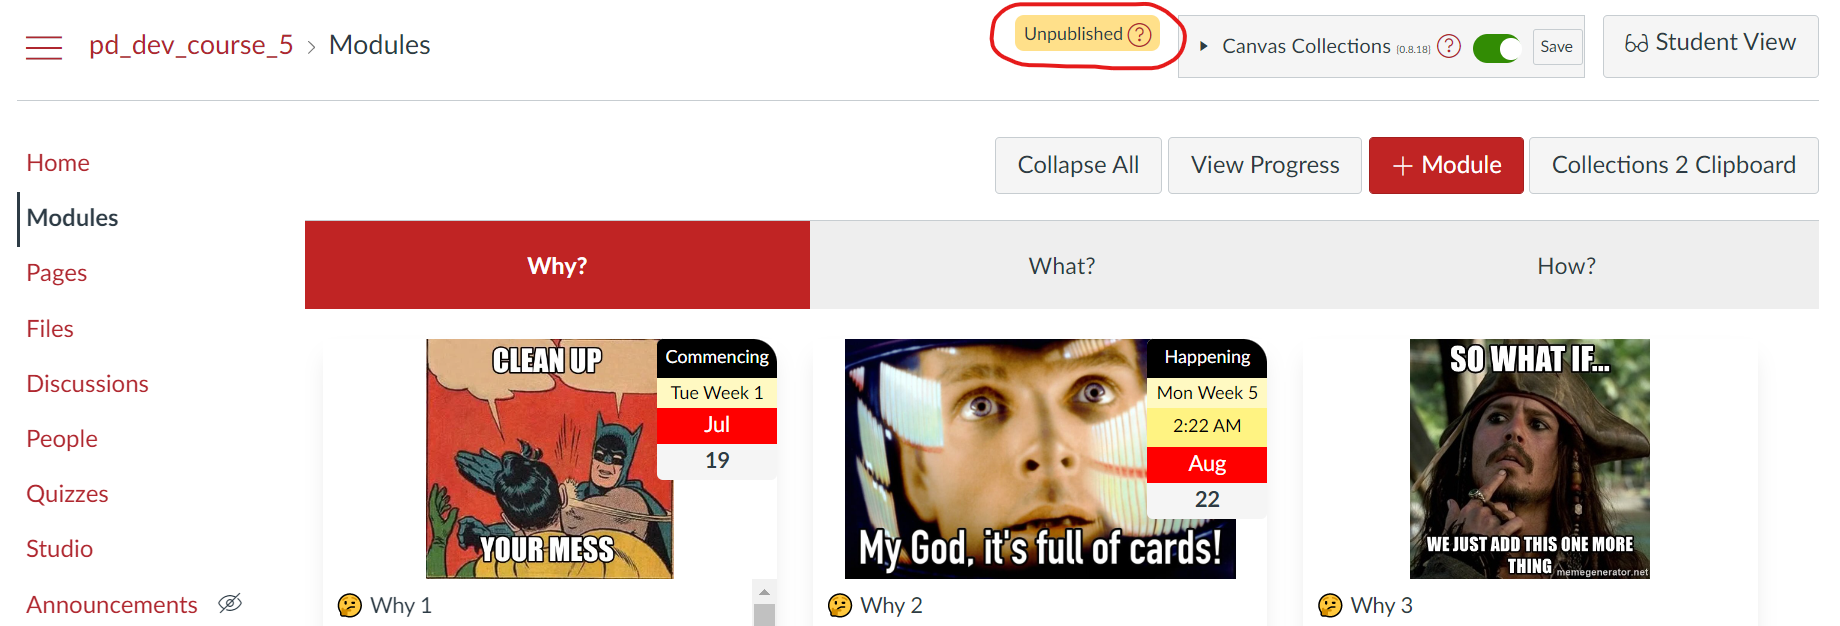 pd_dev_course_5 › Modules
Unpublished ?
Canvas Collections (0.8.18) ?
Save
Student View
Collapse All
View Progress
+ Module
Collections 2 Clipboard
Home
Modules
Pages
Files
Discussions
People
Quizzes
Studio
Announcements
Why?
What?
How?
CLEAN UP
YOUR MESS
Commencing
Tue Week 1
Jul
19
🤔 Why 1
Happening
Mon Week 5
2:22 AM
Aug
22
My God, it's full of cards!
🤔 Why 2
SO WHAT IF...
WE JUST ADD THIS ONE MORE
THING
memegenerator.net
🤔 Why 3